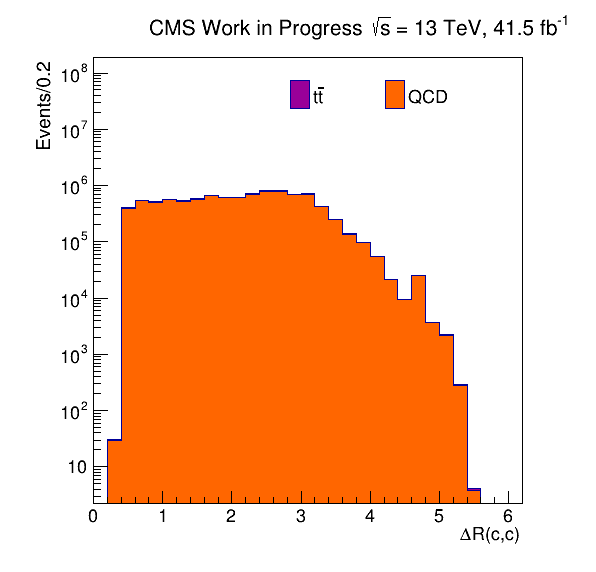 CMS Work in Progress √s = 13 TeV, 41.5 fb⁻¹
Events/0.2
tt̄ QCD
10⁸
10⁷
10⁶
10⁵
10⁴
10³
10²
10
0 1 2 3 4 5 6
ΔR(c,c)